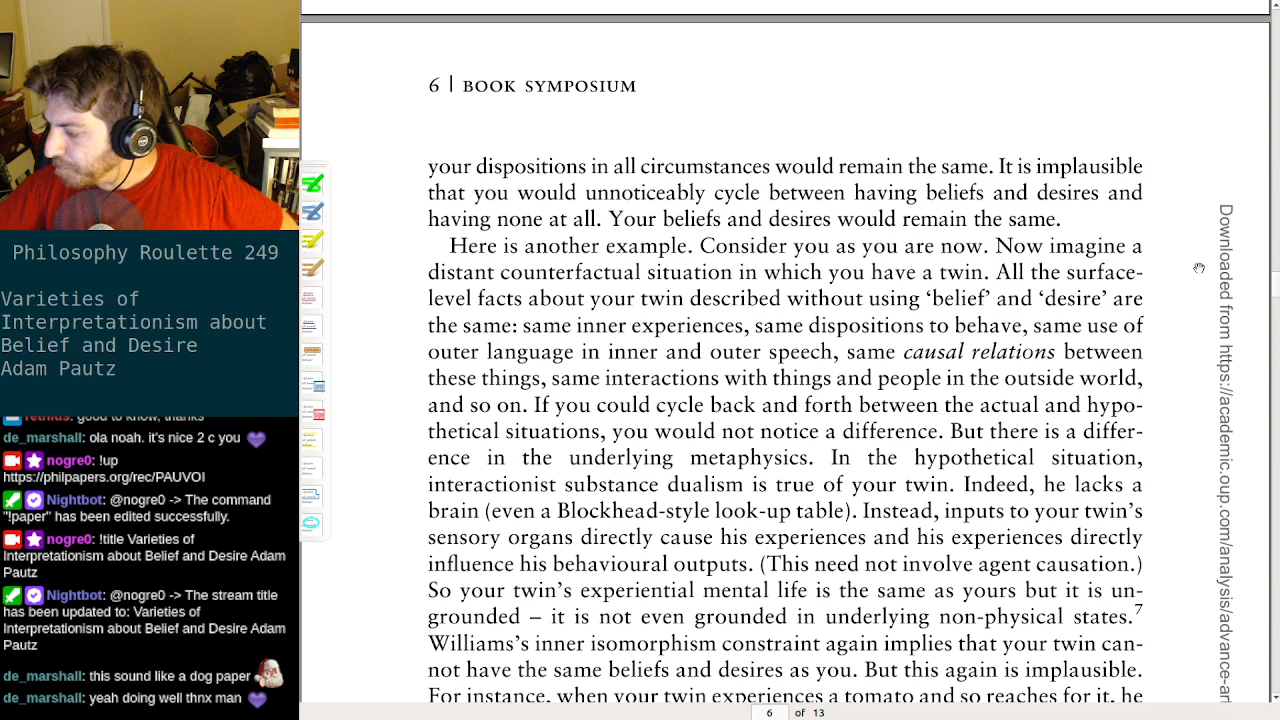 Philosophy Roulette 249
Varieties of
Interpretationism about
Belief and Desire
Adam Pautz
good to know, thanks
de_marshall: ola noah. it's nice 2 c you
nogre0: !up
https://philpapers.org/rec/PAUVOI
Nightbot: @nogre0 -> The command
"!paper" has been edited successfully.
nogre0: !title Varieties of
Interpretationism about Belief and Desire Adam
Pautz
Nightbot: @nogre0 -> The stream title
has been updated to: Varieties of
Interpretationism about Belief and Desire Adam
Pautz
de_marshall: this sound like a dog paper
de_marshall: yeah doing well thnx man
6 | BOOK SYMPOSIUM
your dispositions in all circumstances would remain the same. It is implausible
that you would unnoticeably cycle between having beliefs and desires and
having none at all. Your beliefs and desires would remain the same.
Here is another example. Consider you as you are now. Now imagine a
distant counterfactual situation in which you have a twin. All the surface-
level facts about your twin described without using 'belief' and 'desire' are
the same: same inner experiences, same dispositions to behave, same use of
outer language in inner and outer speech, same causal relations between
these things, same interactions with things and people in the outside world,
and so on. If you could cycle back and forth between the actual and hypo-
thetical situations, you would not notice a difference. But there is a differ-
ence in the underlying metaphysics. In the hypothetical situation,
interactionist substance dualism is true of your twin. Indeed, he lacks a
brain (even a Blockhead-style look-up table). Instead, inputs to your twin's
sensory organs directly cause his experiences and his experiences directly
influence his behavioural outputs. (This need not involve agent causation.)
So your twin's experiential mental life is the same as yours but it is un-
grounded – it is not even grounded in underlying non-physical states.7
Williams's inner isomorphism constraint again implies that your twin can-
not have the same beliefs and desires as you. But this again is implausible.
For instance, when your twin experiences a tomato and so reaches for it, he
Downloaded from https://academic.oup.com/analysis/advance-ar
6 of 13